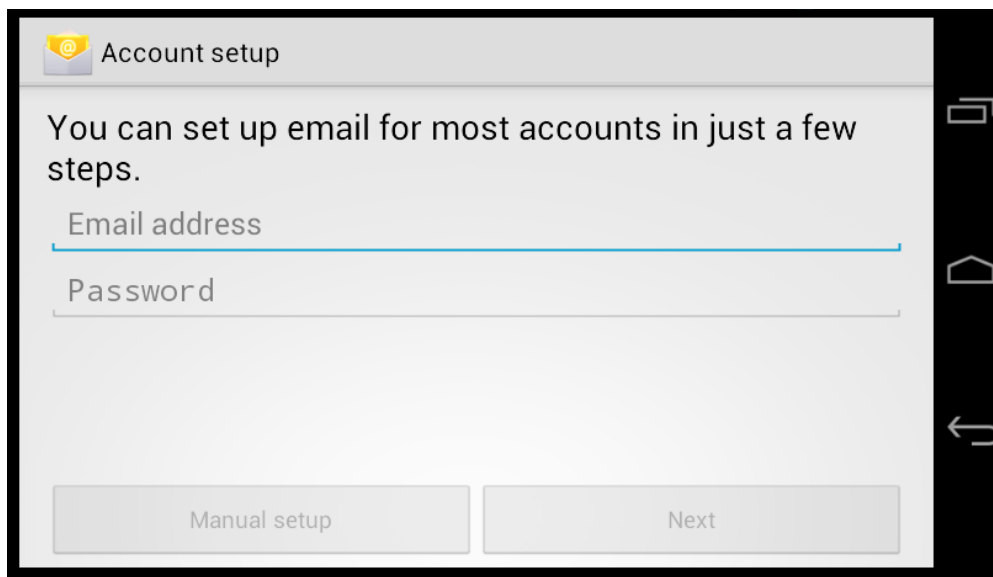 Account setup
You can set up email for most accounts in just a few
steps.
Email address
Password
Manual setup
Next